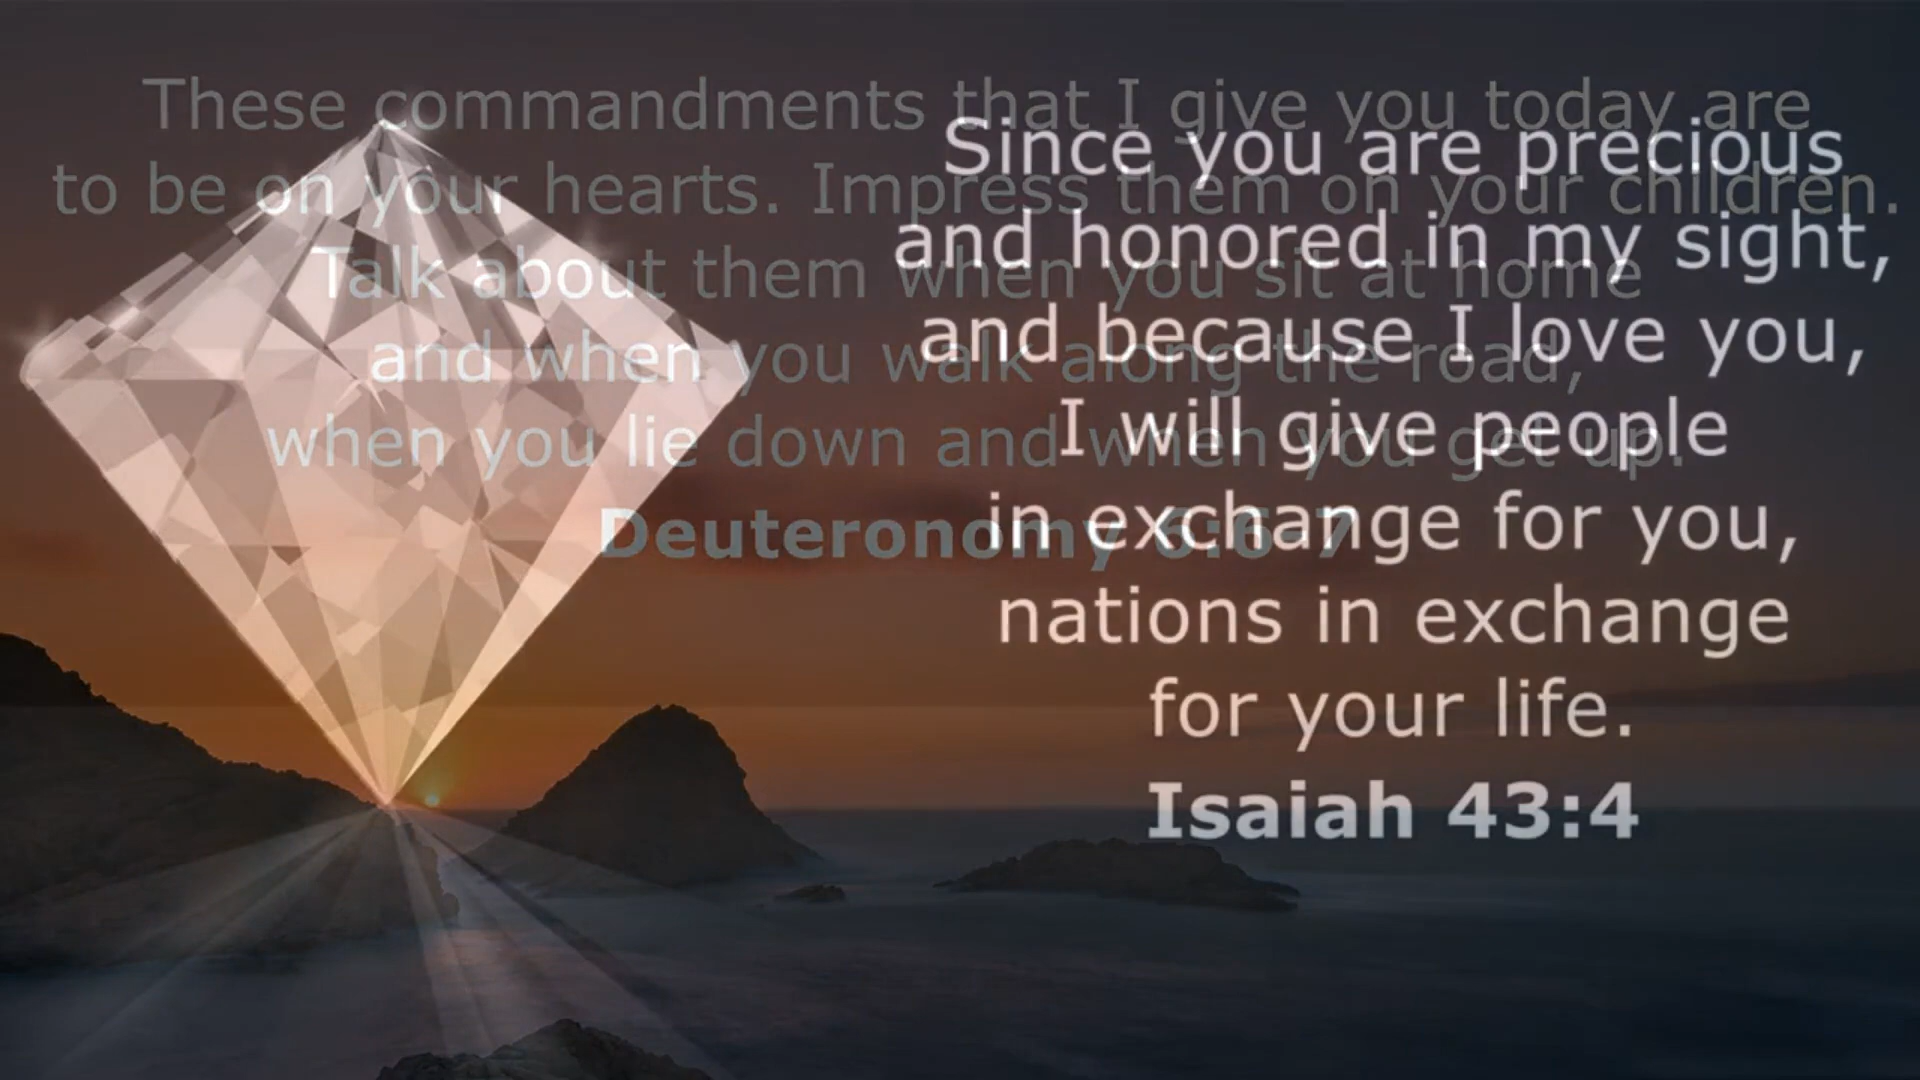 These commandments that I give you today are
to be on your hearts. Impress them on your children.
Talk about them when you sit at home
and when you walk along the road,
when you lie down and when you get up.
Deuteronomy 6:6-7
Since you are precious
and honored in my sight,
and because I love you,
I will give people
in exchange for you,
nations in exchange
for your life.
Isaiah 43:4